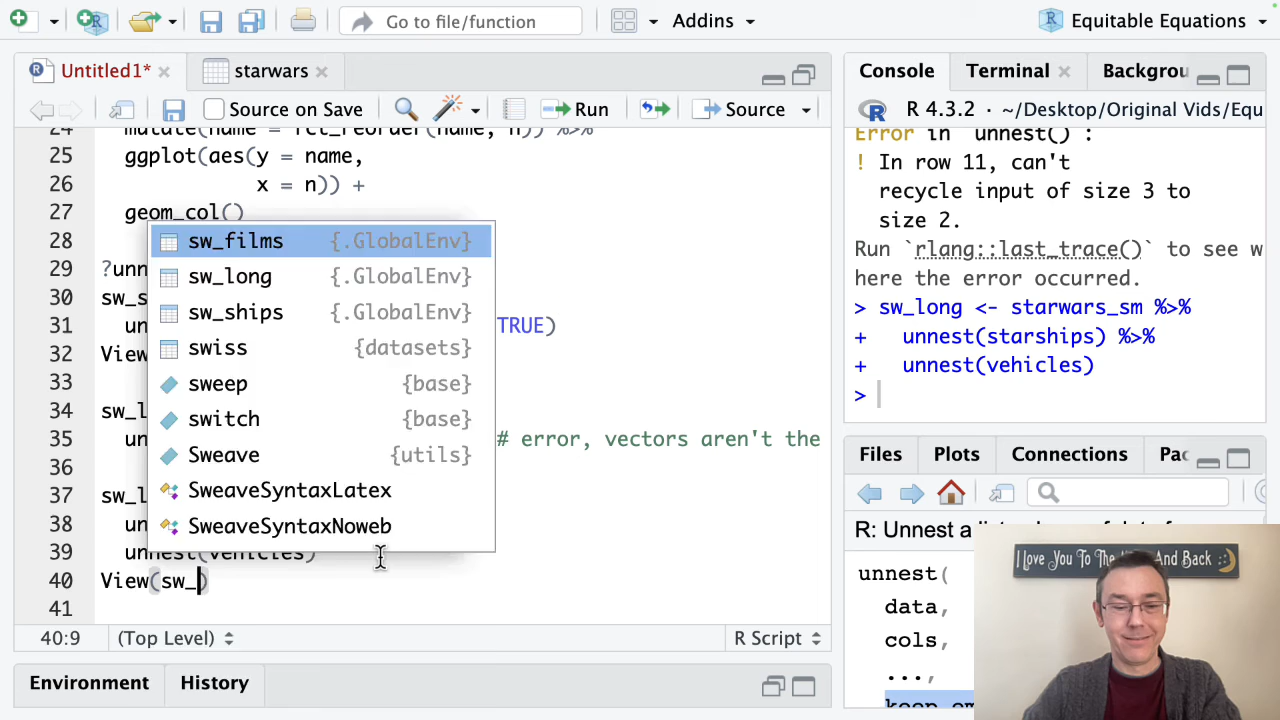 Go to file/function
Addins
Equitable Equations
Untitled1*
starwars
Source on Save
Run
Source
24 mutate(name = fct_reorder(name, n)) %>%
25 ggplot(aes(y = name,
26 x = n)) +
27 geom_col()
28
29 ?unn
30 sw_s
31 un TRUE)
32 View
33
34 sw_l
35 un # error, vectors aren't the
36
37 sw_l
38 un
39 unnest(vehicles)
40 View(sw_)
41
sw_films {.GlobalEnv}
sw_long {.GlobalEnv}
sw_ships {.GlobalEnv}
swiss {datasets}
sweep {base}
switch {base}
Sweave {utils}
SweaveSyntaxLatex
SweaveSyntaxNoweb
40:9 (Top Level) R Script
Environment History
Console Terminal Backgrou
R 4.3.2 · ~/Desktop/Original Vids/Equ
Error in `unnest()`:
! In row 11, can't
recycle input of size 3 to
size 2.
Run `rlang::last_trace()` to see w
here the error occurred.
> sw_long <- starwars_sm %>%
+ unnest(starships) %>%
+ unnest(vehicles)
>
Files Plots Connections Pac
unnest(
data,
cols,
...,
I Love You To The And Back